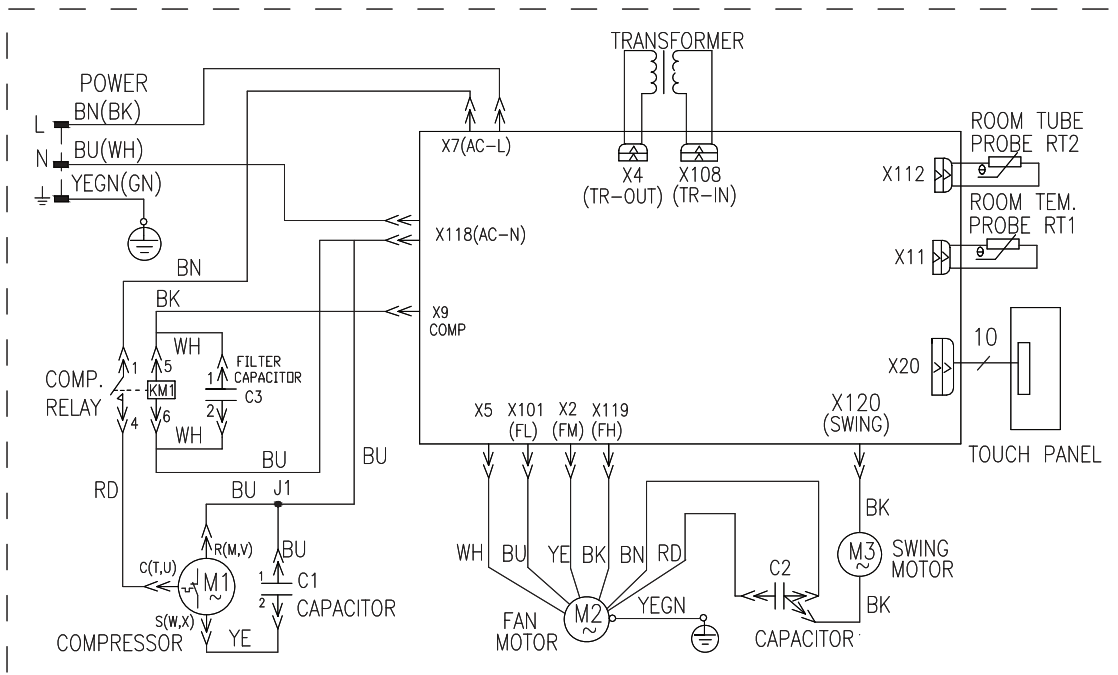 TRANSFORMER
POWER
L
BN(BK)
N
BU(WH)
YEGN(GN)
X7(AC-L)
X4
(TR-OUT)
X108
(TR-IN)
X112
ROOM TUBE
PROBE RT2
θ
X11
ROOM TEM.
PROBE RT1
θ
X118(AC-N)
BN
BK
X9
COMP
WH
1
5
COMP.
RELAY
KM1
4
6
FILTER
CAPACITOR
1
C3
2
WH
BU
BU
X20
10
TOUCH PANEL
X5
X101
(FL)
X2
(FM)
X119
(FH)
X120
(SWING)
RD
BU
J1
R(M,V)
BU
C(T,U)
M1
~
S(W,X)
1
C1
2
CAPACITOR
COMPRESSOR
YE
WH
BU
YE
BK
BN
RD
FAN
MOTOR
M2
~
YEGN
C2
CAPACITOR
BK
M3
~
SWING
MOTOR
BK